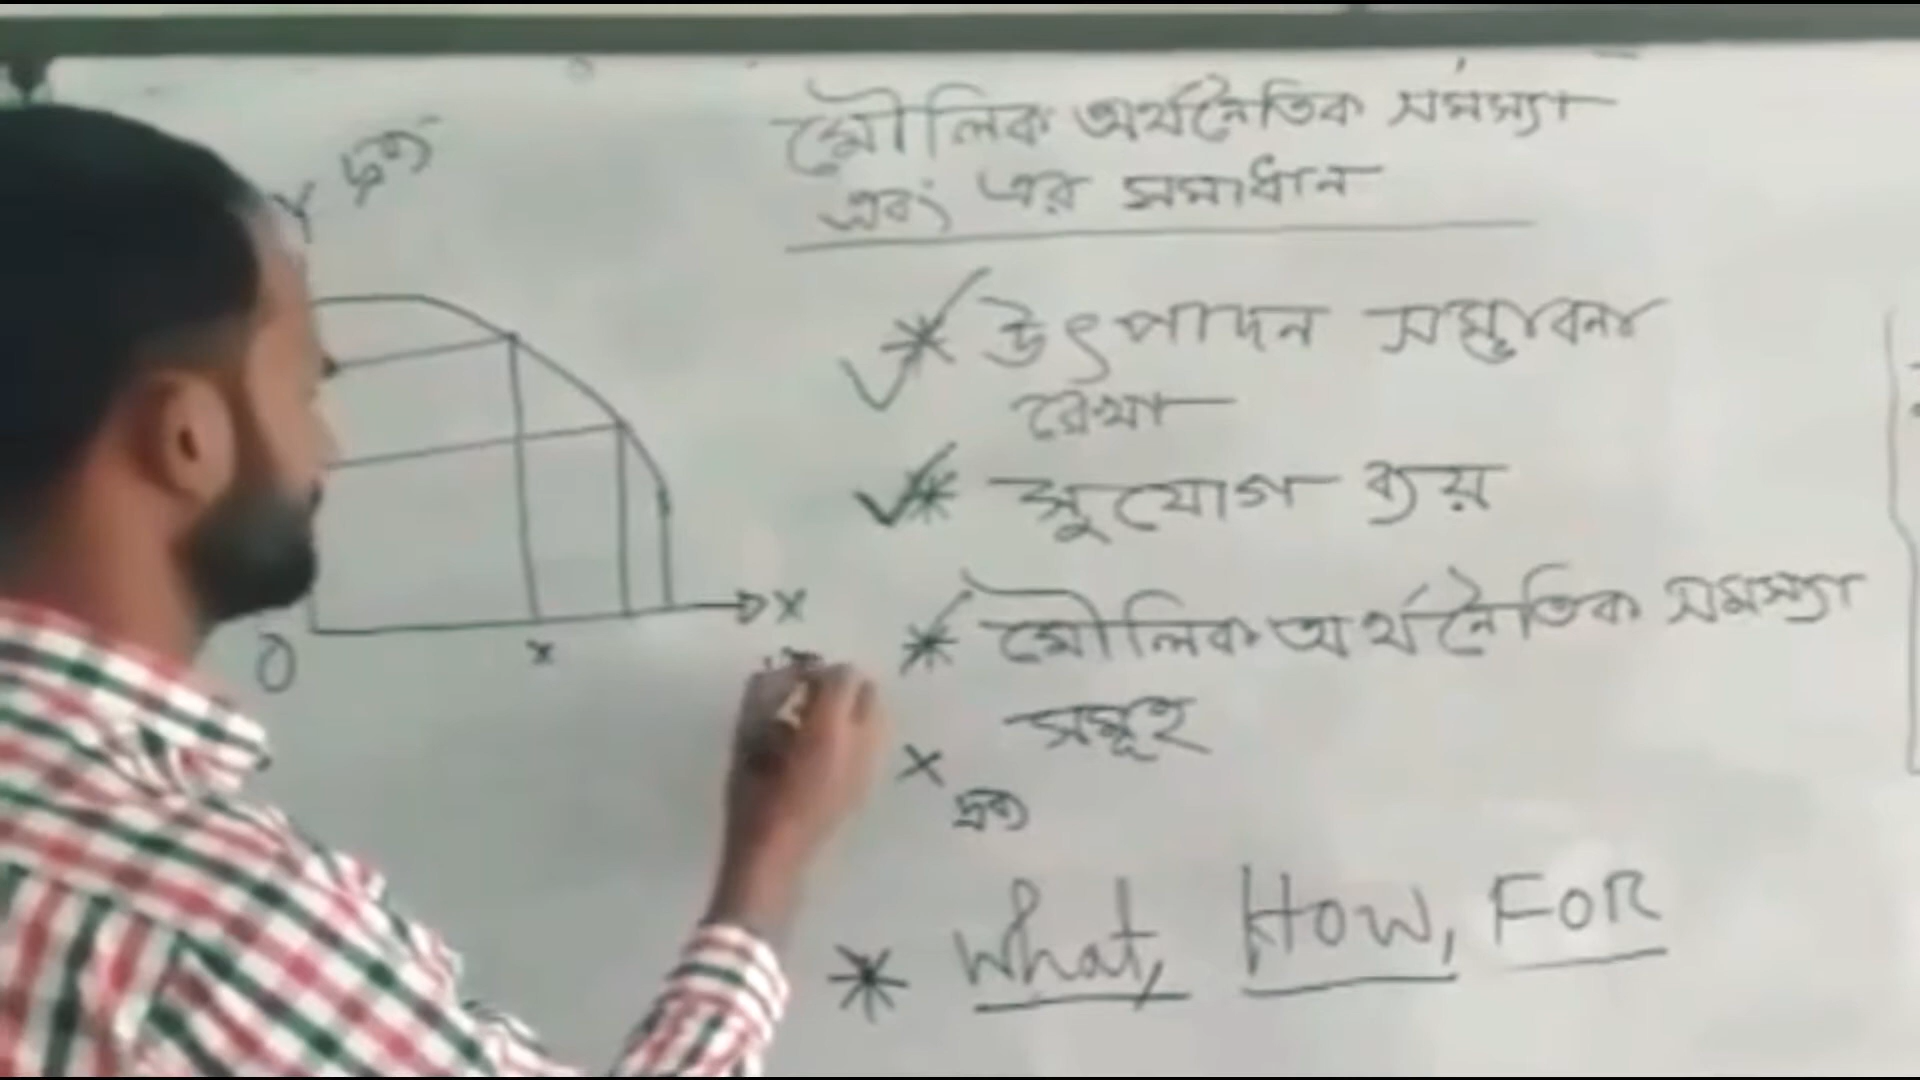 মৌলিক অর্থনৈতিক সমস্যা
এবং এর সমাধান
Y দ্রব্য
O
x
X
* উৎপাদন সম্ভাবনা
রেখা
* সুযোগ ব্যয়
* মৌলিক অর্থনৈতিক সমস্যা
সমূহ
x
দ্রব্য
* What, How, FOR